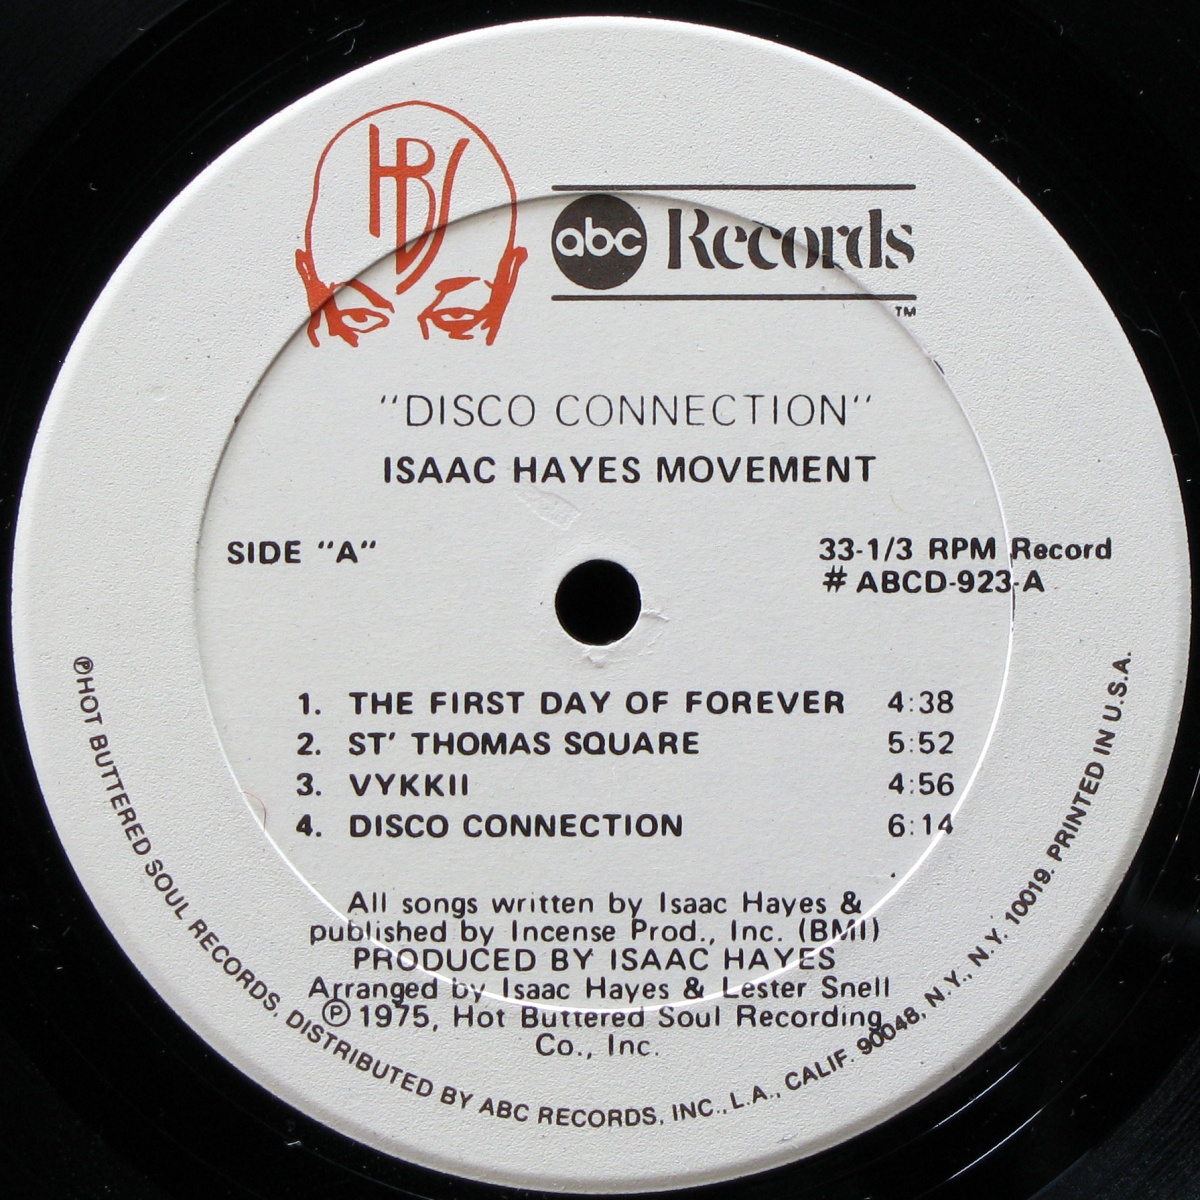 HBS
abc Records
TM
"DISCO CONNECTION"
ISAAC HAYES MOVEMENT
SIDE "A"
33-1/3 RPM Record
# ABCD-923-A
1. THE FIRST DAY OF FOREVER 4:38
2. ST' THOMAS SQUARE 5:52
3. VYKKII 4:56
4. DISCO CONNECTION 6:14
All songs written by Isaac Hayes &
published by Incense Prod., Inc. (BMI)
PRODUCED BY ISAAC HAYES
Arranged by Isaac Hayes & Lester Snell
Ⓟ 1975, Hot Buttered Soul Recording
Co., Inc.
ⓅHOT BUTTERED SOUL RECORDS, DISTRIBUTED BY ABC RECORDS, INC., L.A., CALIF. 90048, N.Y., N.Y. 10019. PRINTED IN U.S.A.